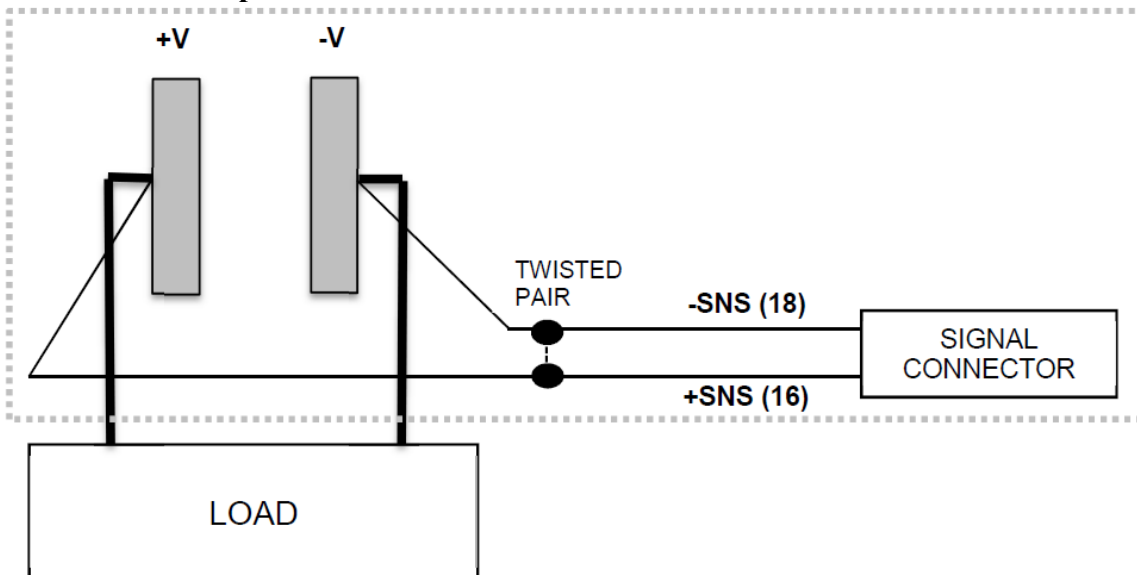 +V
-V
TWISTED
PAIR
-SNS (18)
SIGNAL
CONNECTOR
+SNS (16)
LOAD